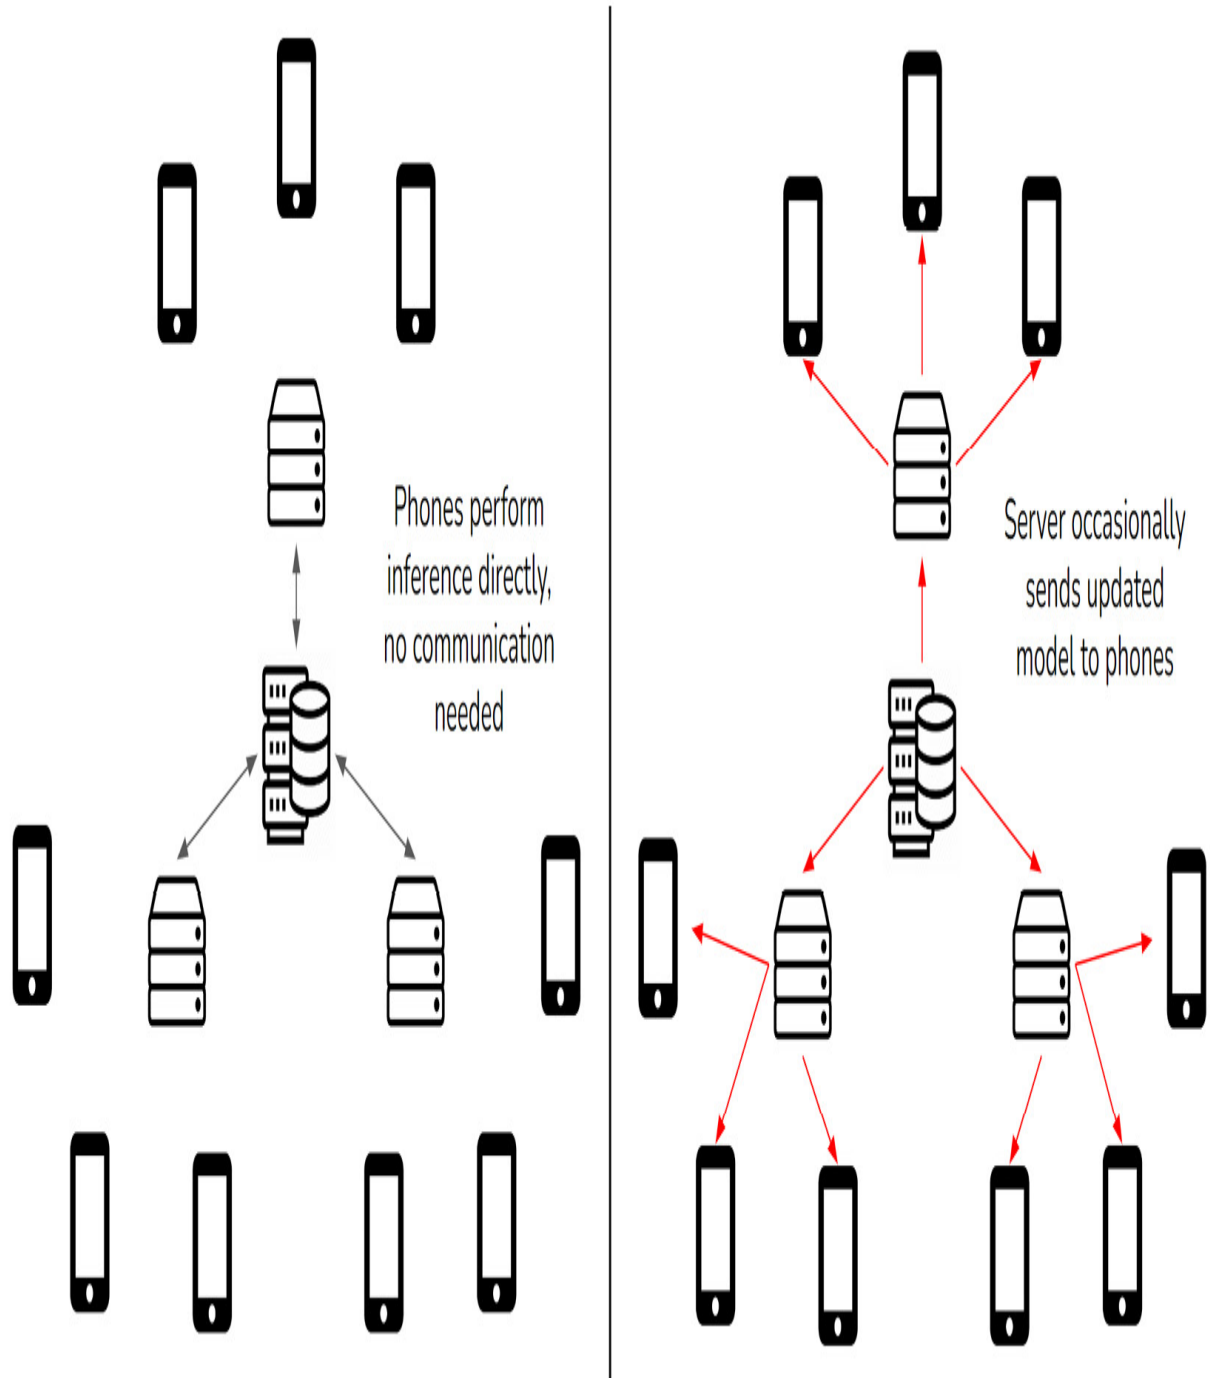 Phones perform
inference directly,
no communication
needed
Server occasionally
sends updated
model to phones